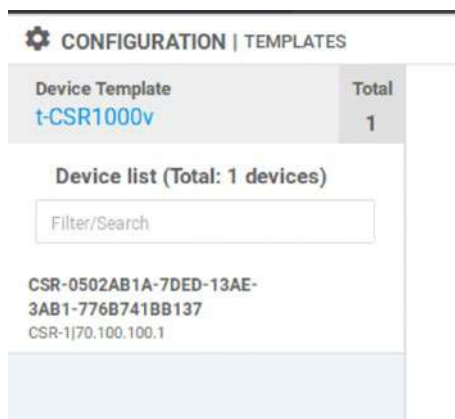 CONFIGURATION | TEMPLATES
Device Template
Total
t-CSR1000v
1
Device list (Total: 1 devices)
Filter/Search
CSR-0502AB1A-7DED-13AE-
3AB1-776B741BB137
CSR-1|70.100.100.1